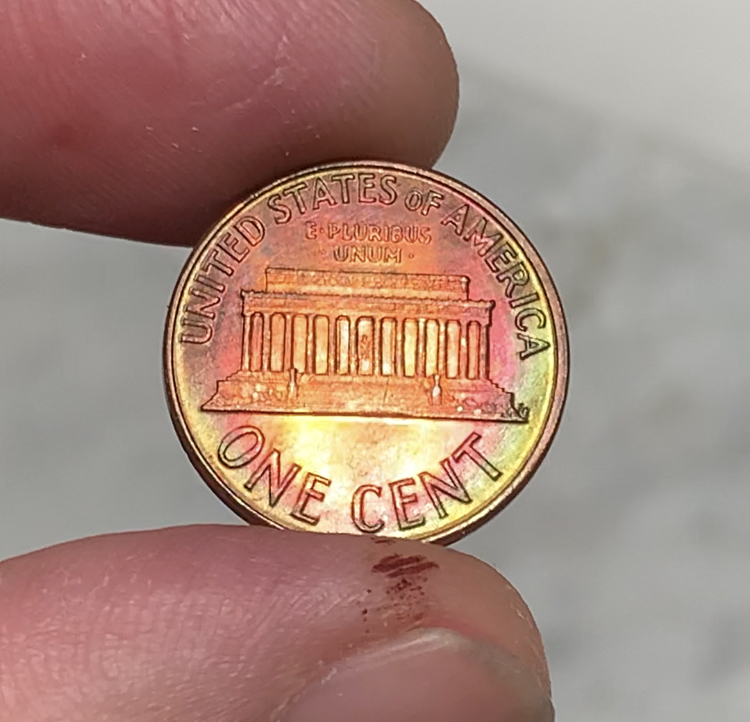 UNITED STATES OF AMERICA
E·PLURIBUS
·UNUM·
ONE CENT